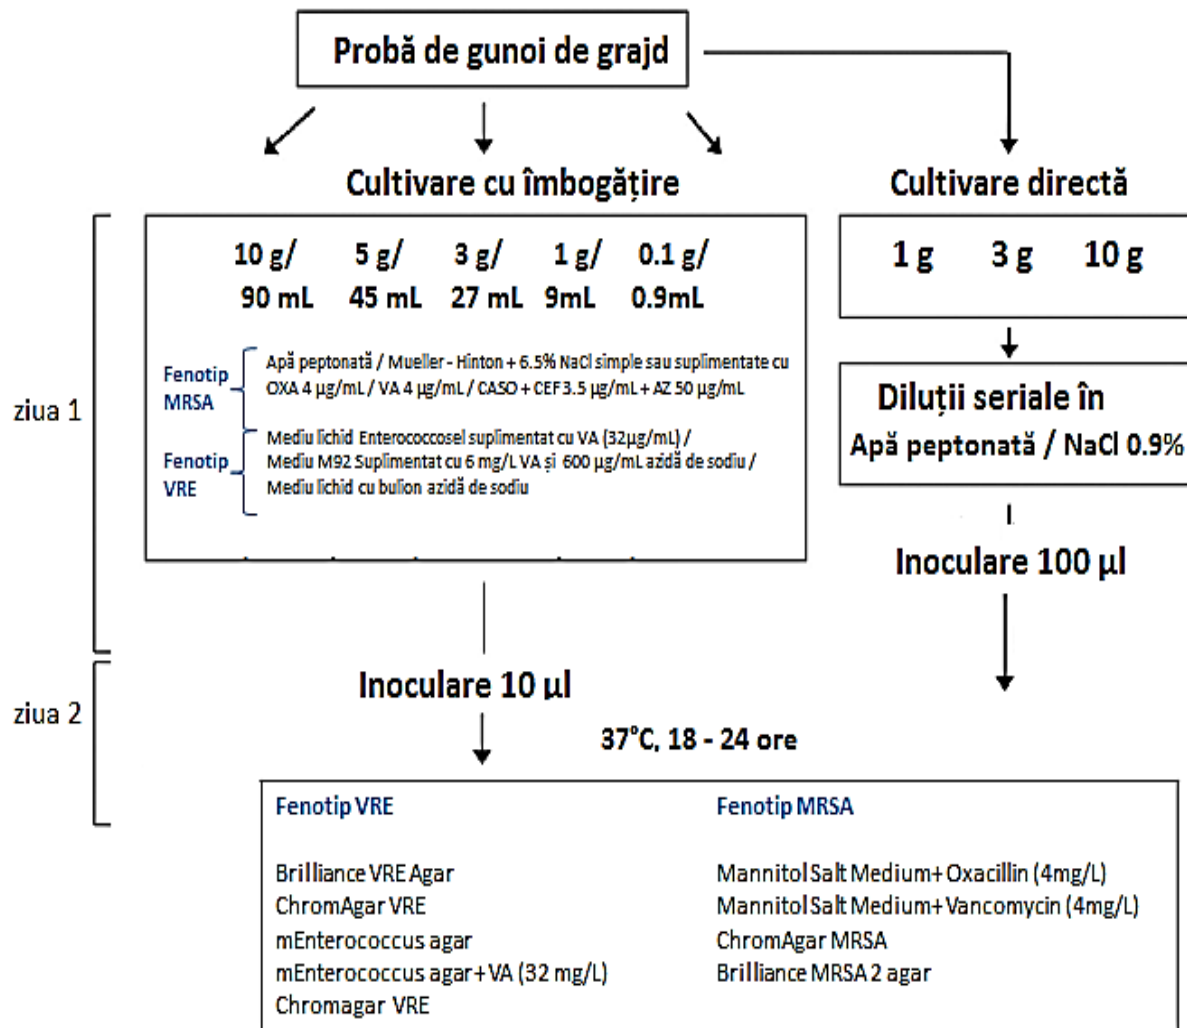 Probă de gunoi de grajd
Cultivare cu îmbogățire
10 g/ 5 g/ 3 g/ 1 g/ 0.1 g/
90 mL 45 mL 27 mL 9mL 0.9mL
Fenotip
MRSA
Apă peptonată / Mueller - Hinton + 6.5% NaCl simple sau suplimentate cu
OXA 4 µg/mL / VA 4 µg/mL / CASO + CEF 3.5 µg/mL + AZ 50 µg/mL
Fenotip
VRE
Mediu lichid Enterococcosel suplimentat cu VA (32µg/mL) /
Mediu M92 Suplimentat cu 6 mg/L VA și 600 µg/mL azidă de sodiu /
Mediu lichid cu bulion azidă de sodiu
Cultivare directă
1 g 3 g 10 g
Diluții seriale în
Apă peptonată / NaCl 0.9%
Inoculare 100 µl
ziua 1
Inoculare 10 µl
ziua 2
37°C, 18 - 24 ore
Fenotip VRE
Brilliance VRE Agar
ChromAgar VRE
mEnterococcus agar
mEnterococcus agar+ VA (32 mg/L)
Chromagar VRE
Fenotip MRSA
Mannitol Salt Medium+ Oxacillin (4mg/L)
Mannitol Salt Medium+ Vancomycin (4mg/L)
ChromAgar MRSA
Brilliance MRSA 2 agar